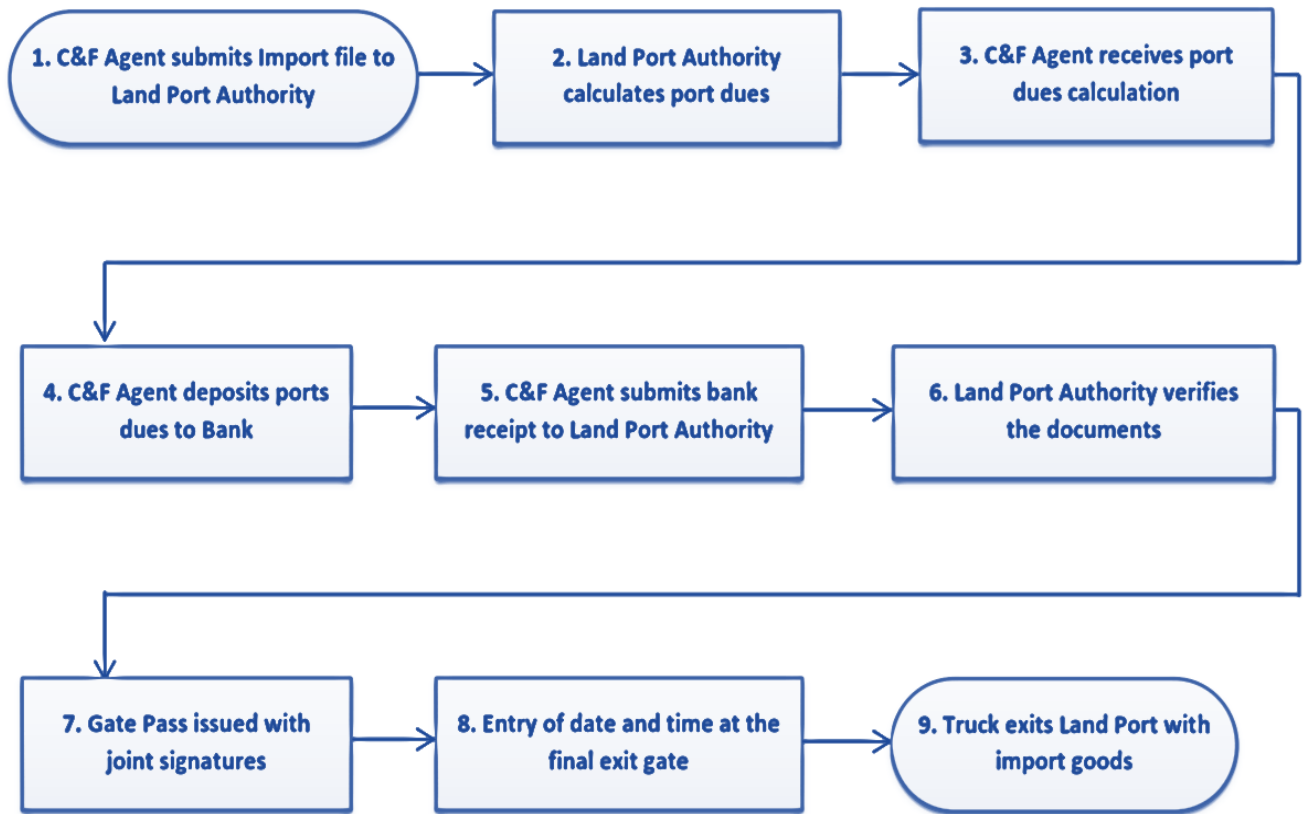 1. C&F Agent submits Import file to
Land Port Authority
2. Land Port Authority
calculates port dues
3. C&F Agent receives port
dues calculation
4. C&F Agent deposits ports
dues to Bank
5. C&F Agent submits bank
receipt to Land Port Authority
6. Land Port Authority verifies
the documents
7. Gate Pass issued with
joint signatures
8. Entry of date and time at the
final exit gate
9. Truck exits Land Port with
import goods